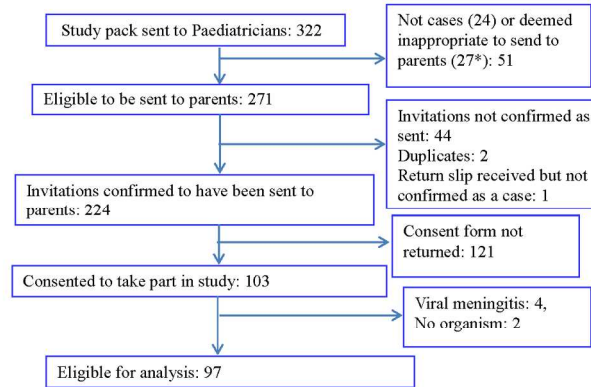 Study pack sent to Paediatricians: 322
Not cases (24) or deemed
inappropriate to send to
parents (27*): 51
Eligible to be sent to parents: 271
Invitations not confirmed as
sent: 44
Duplicates: 2
Return slip received but not
confirmed as a case: 1
Invitations confirmed to have been sent to
parents: 224
Consent form not
returned: 121
Consented to take part in study: 103
Viral meningitis: 4,
No organism: 2
Eligible for analysis: 97